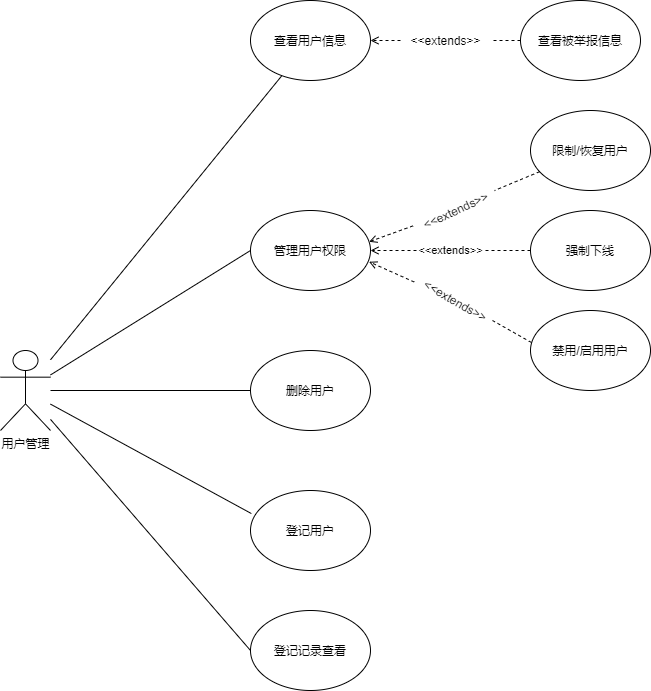 查看用户信息
<<extends>>
查看被举报信息
限制/恢复用户
<<extends>>
管理用户权限
<<extends>>
强制下线
<<extends>>
禁用/启用用户
删除用户
用户管理
登记用户
登记记录查看